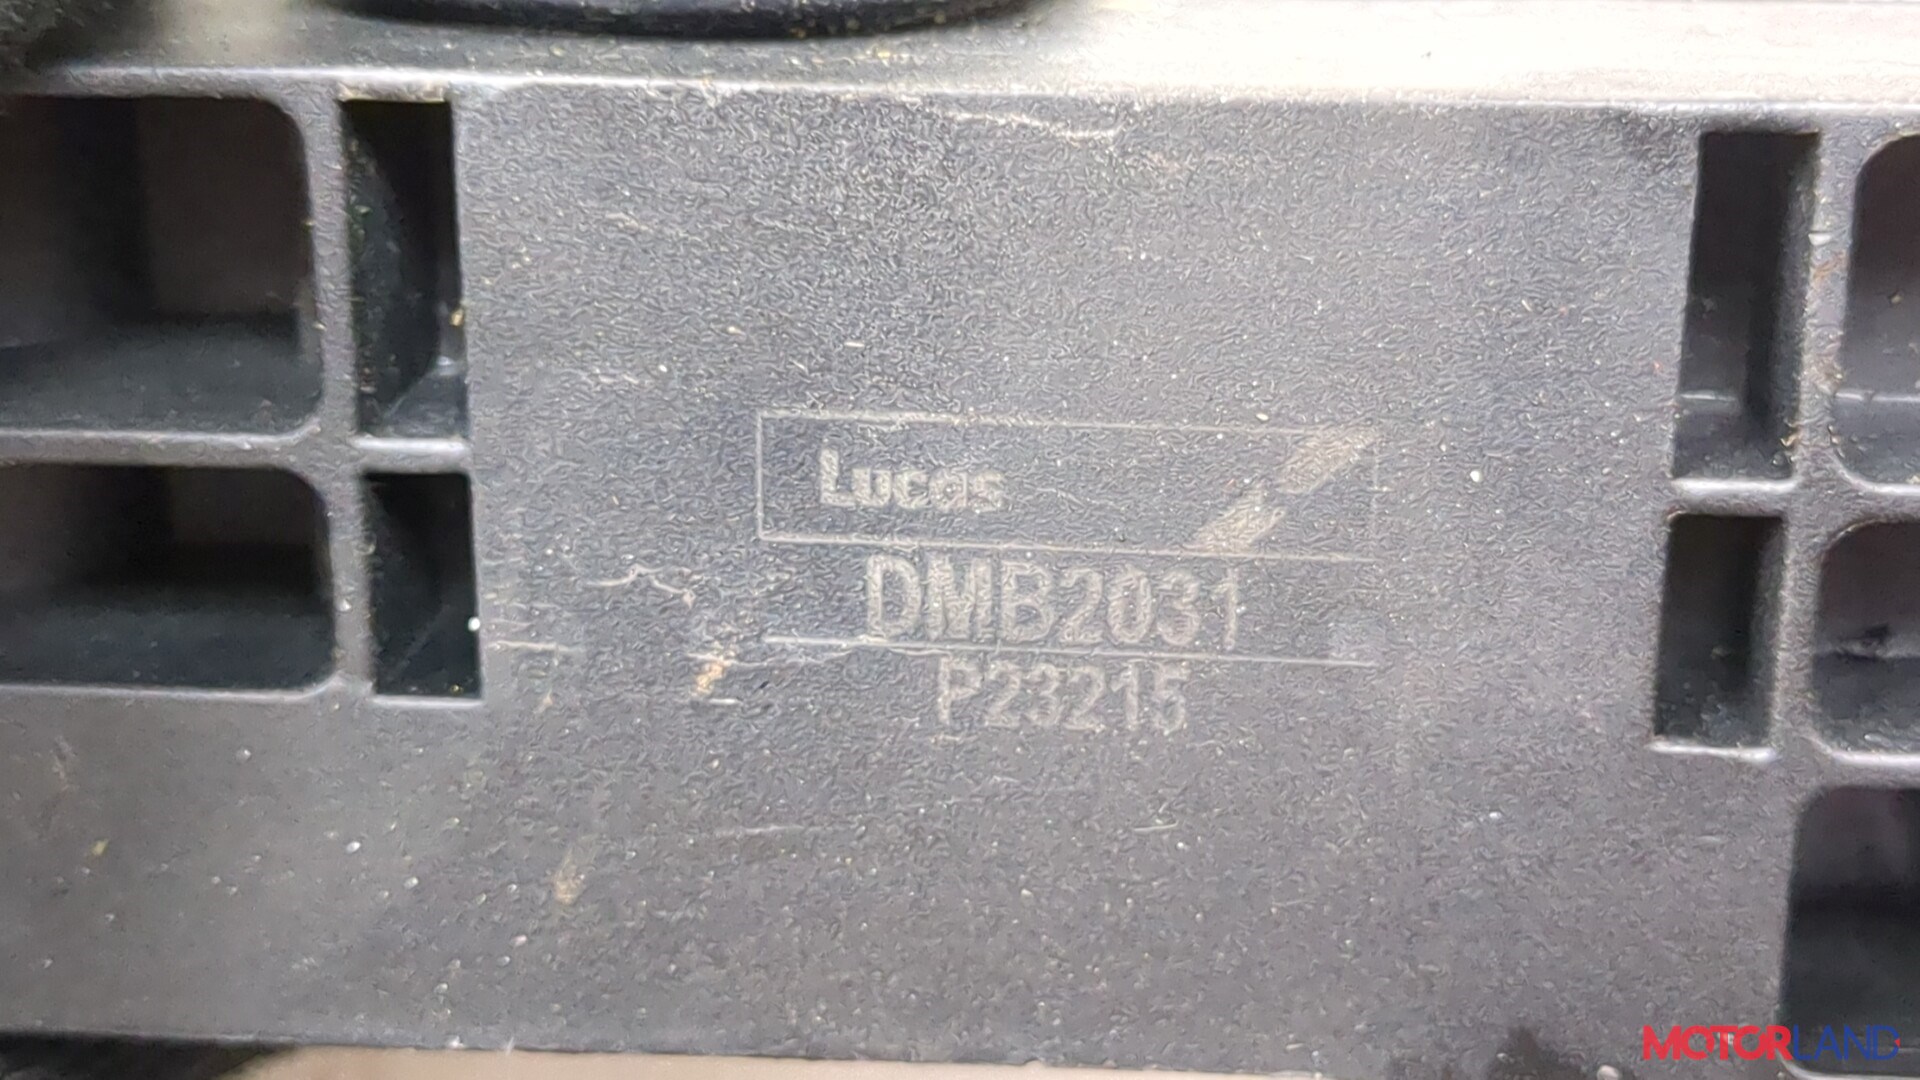 Lucas
DMB2031
P23215
MOTORLAND